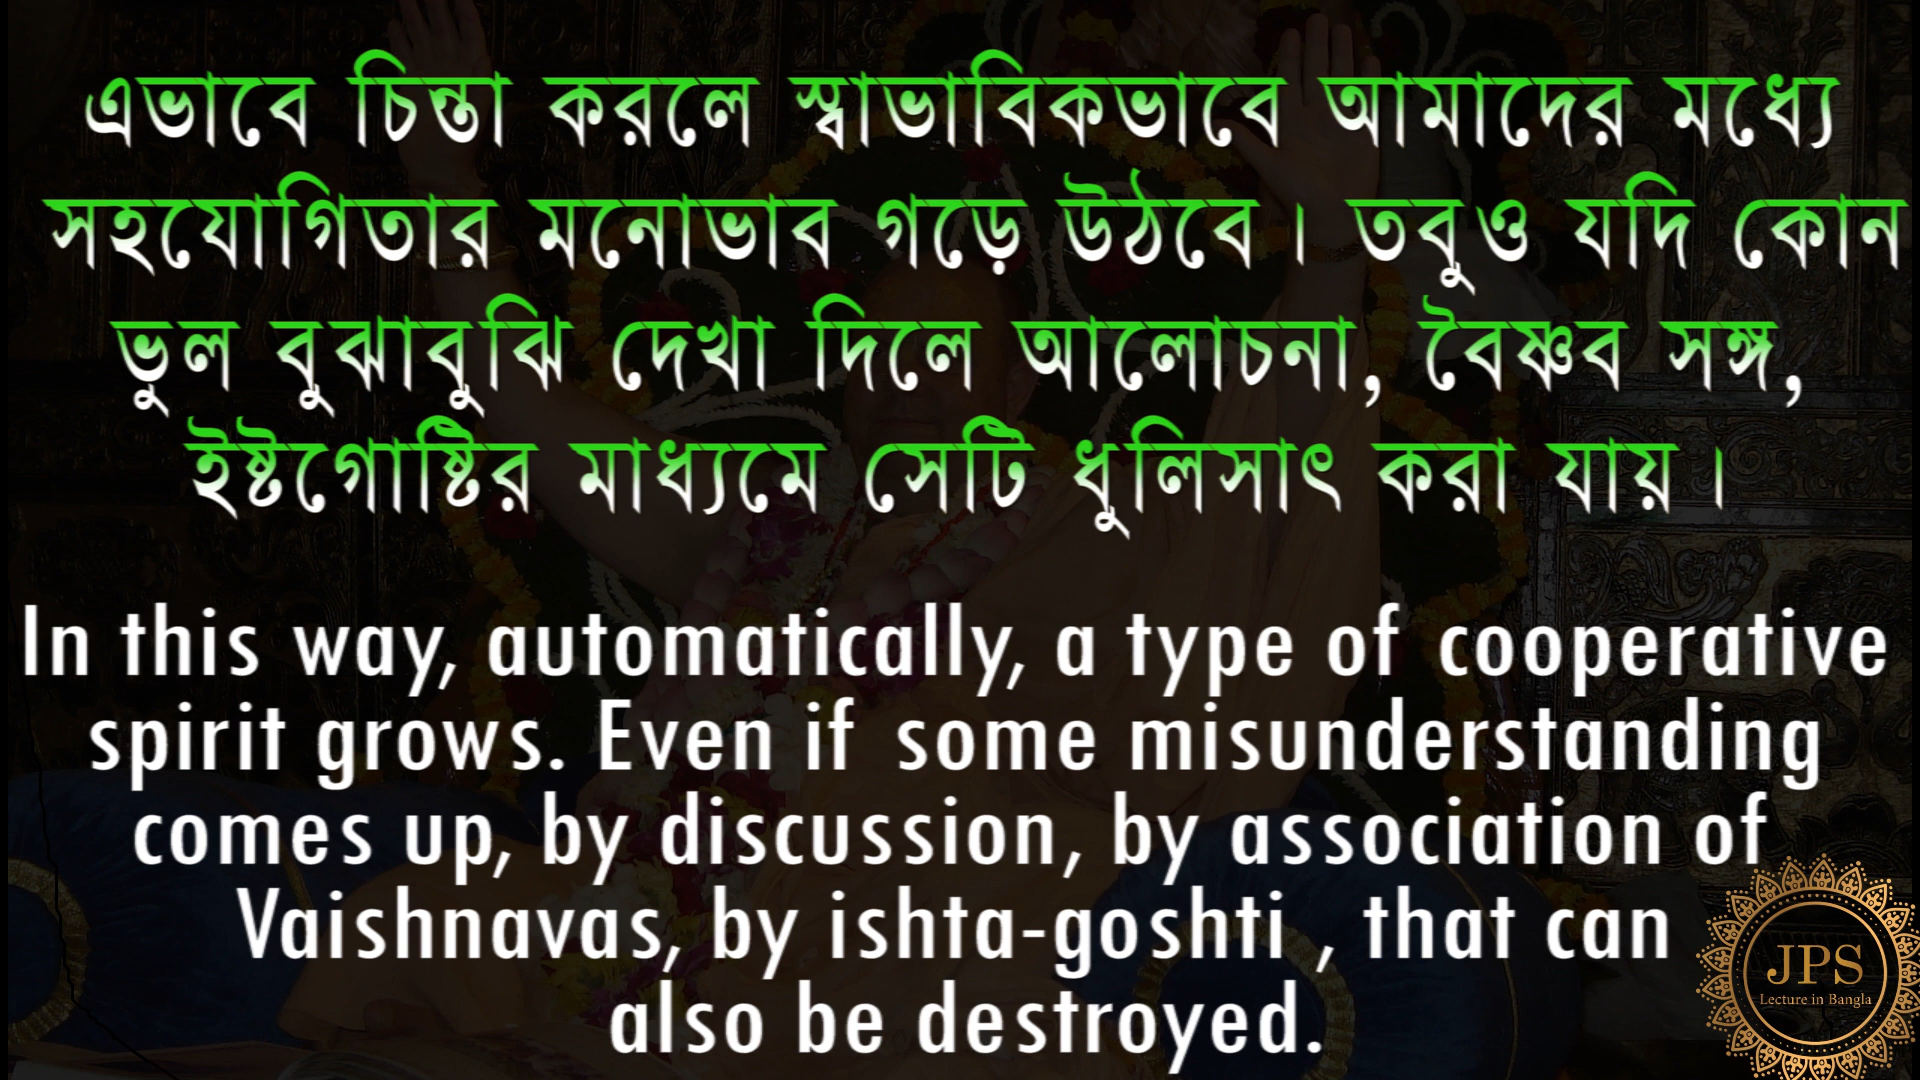 এভাবে চিন্তা করলে স্বাভাবিকভাবে আমাদের মধ্যে
সহযোগিতার মনোভাব গড়ে উঠবে। তবুও যদি কোন
ভুল বুঝাবুঝি দেখা দিলে আলোচনা, বৈষ্ণব সঙ্গ,
ইষ্টগোষ্টির মাধ্যমে সেটি ধুলিসাৎ করা যায়।
In this way, automatically, a type of cooperative
spirit grows. Even if some misunderstanding
comes up, by discussion, by association of
Vaishnavas, by ishta-goshti , that can
also be destroyed.
JPS
Lecture in Bangla